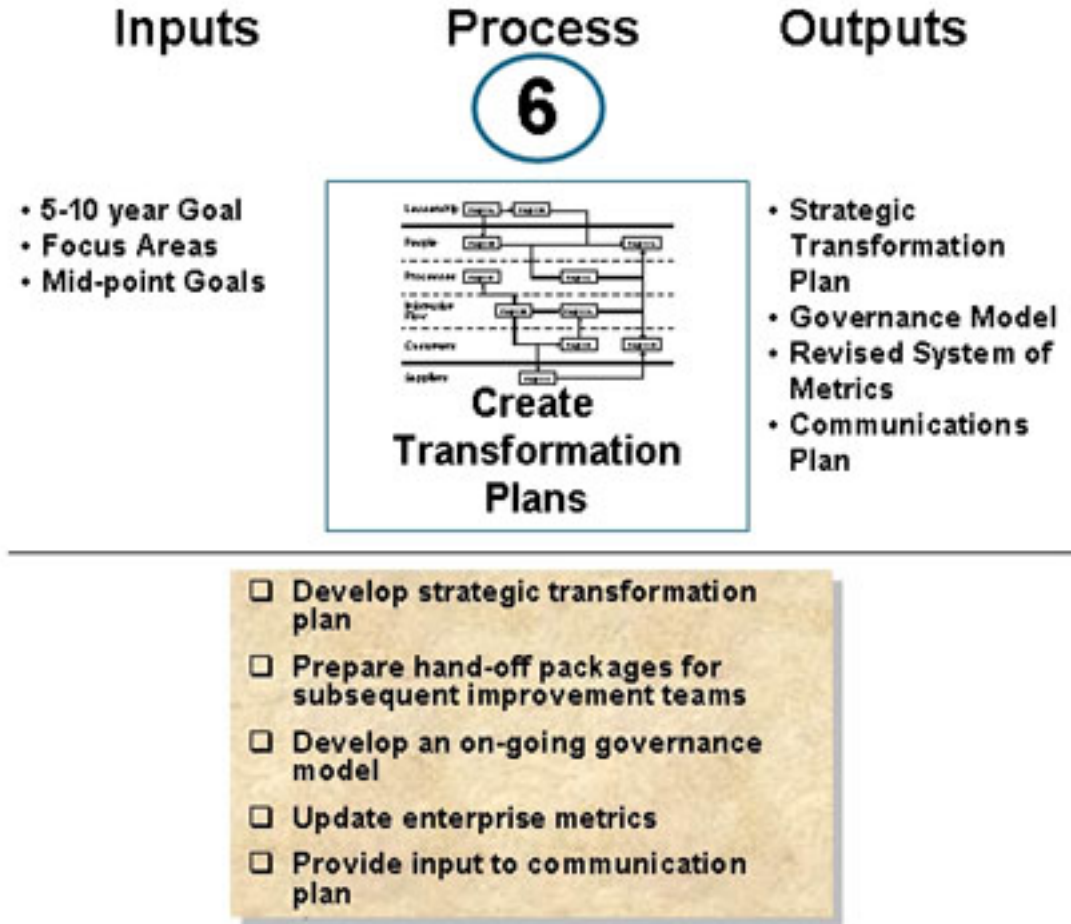 Inputs
Process
Outputs
6
• 5-10 year Goal
• Focus Areas
• Mid-point Goals
Leadership
People
Processes
Information
Flow
Customers
Suppliers
Create
Transformation
Plans
• Strategic
Transformation
Plan
• Governance Model
• Revised System of
Metrics
• Communications
Plan
❑ Develop strategic transformation
plan
❑ Prepare hand-off packages for
subsequent improvement teams
❑ Develop an on-going governance
model
❑ Update enterprise metrics
❑ Provide input to communication
plan